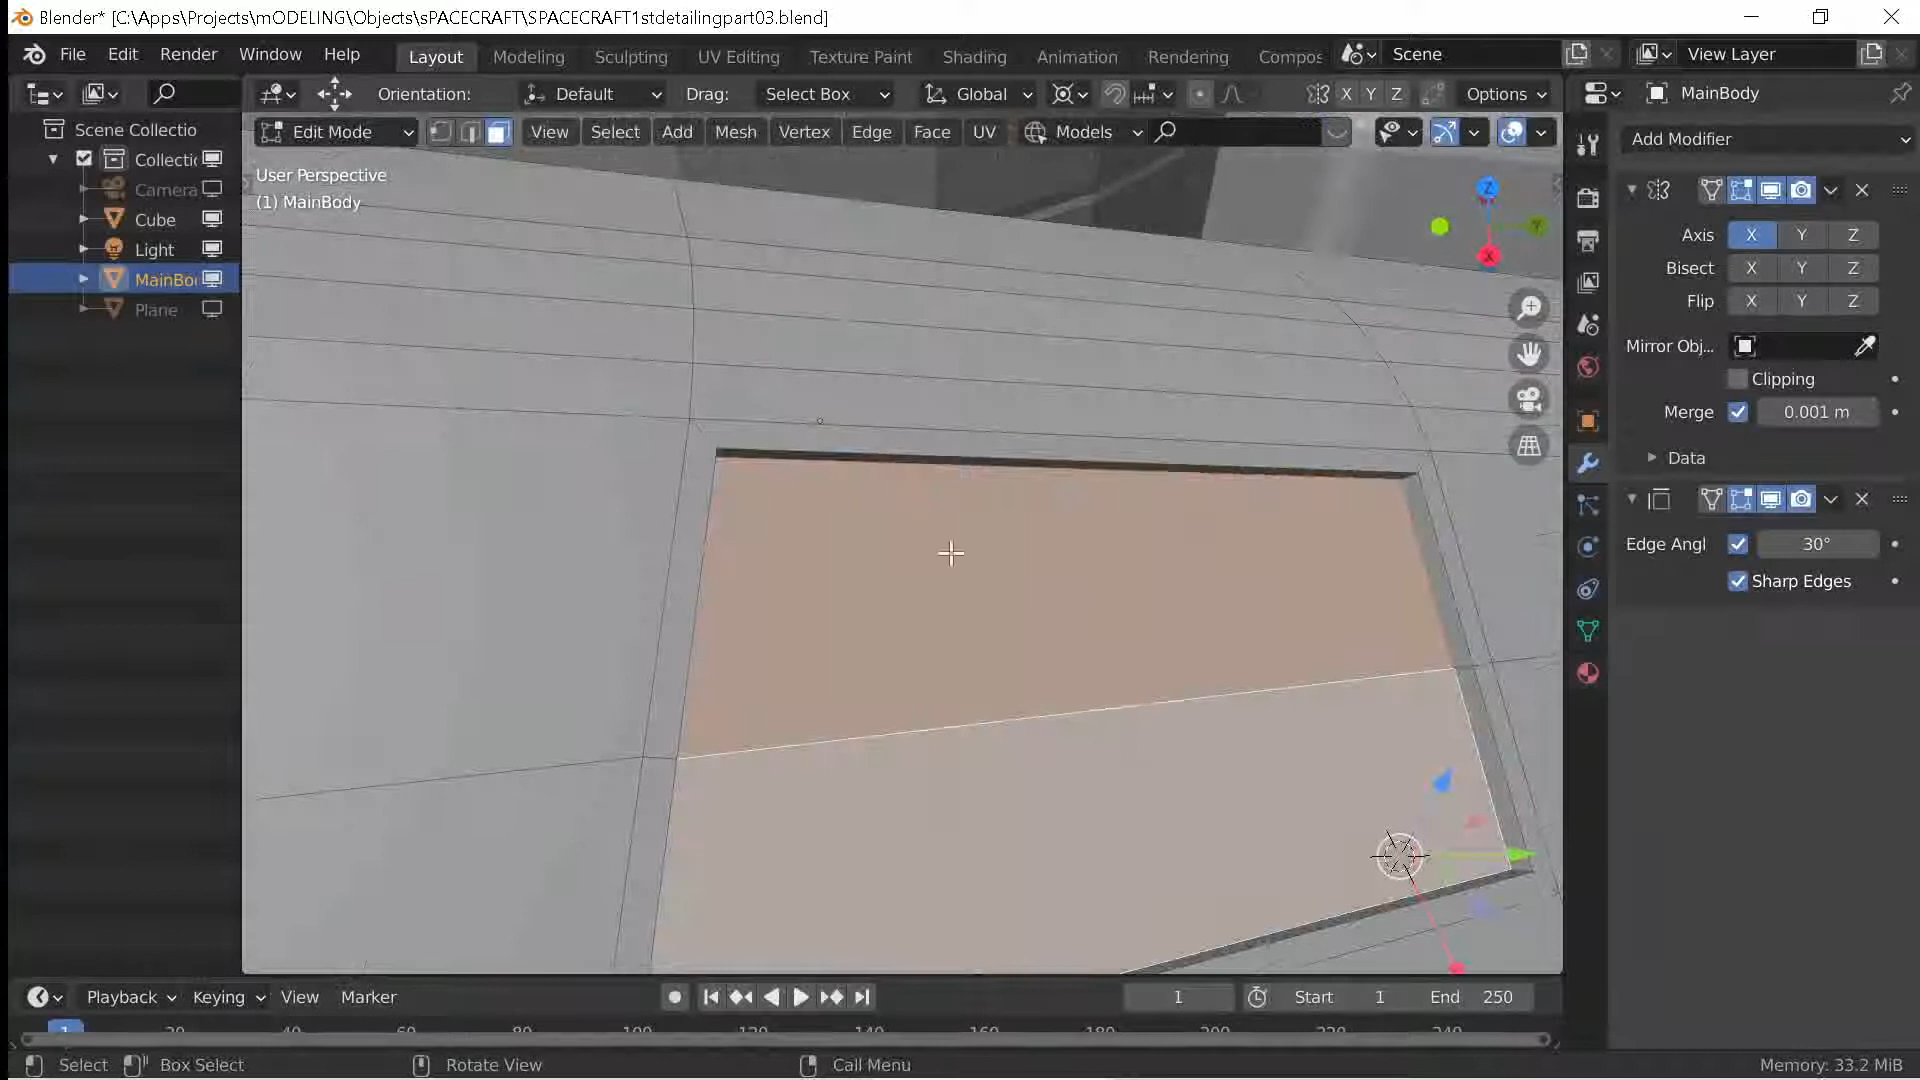 Blender* [C:\Apps\Projects\mODELING\Objects\sPACECRAFT\SPACECRAFT1stdetailingpart03.blend]
File Edit Render Window Help Layout Modeling Sculpting UV Editing Texture Paint Shading Animation Rendering Compos Scene View Layer
Orientation: Default Drag: Select Box Global X Y Z Options MainBody
Edit Mode View Select Add Mesh Vertex Edge Face UV Models
Scene Collectio
Collectio
Camera
Cube
Light
MainBo
Plane
User Perspective
(1) MainBody
Z
Y
X
Add Modifier
Axis X Y Z
Bisect X Y Z
Flip X Y Z
Mirror Obj...
Clipping
Merge 0.001 m
Data
Edge Angl 30°
Sharp Edges
Playback Keying View Marker 1 Start 1 End 250
1 20 40 60 80 100 120 140 160 180 200 220 240
Select Box Select Rotate View Call Menu Memory: 33.2 MiB